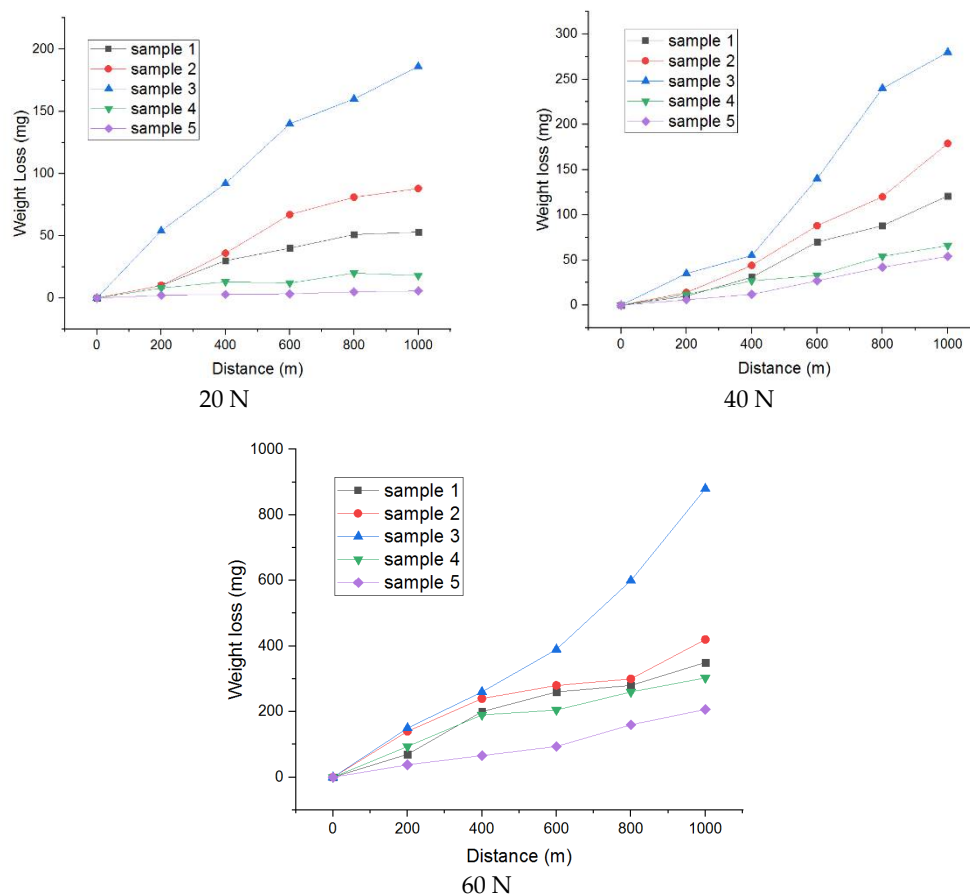 sample 1
sample 2
sample 3
sample 4
sample 5
200
150
100
50
0
Weight Loss (mg)
0 200 400 600 800 1000
Distance (m)
20 N
sample 1
sample 2
sample 3
sample 4
sample 5
300
250
200
150
100
50
0
Weight loss (mg)
0 200 400 600 800 1000
Distance (m)
40 N
sample 1
sample 2
sample 3
sample 4
sample 5
1000
800
600
400
200
0
Weight loss (mg)
0 200 400 600 800 1000
Distance (m)
60 N